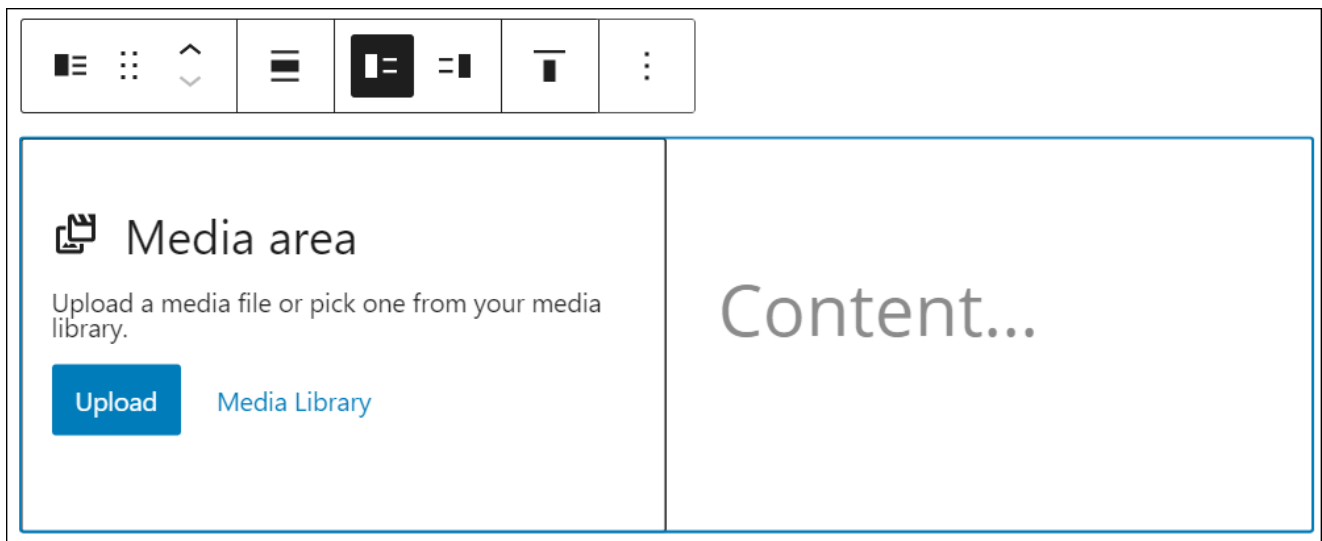 Media area
Upload a media file or pick one from your media
library.
Upload
Media Library
Content...